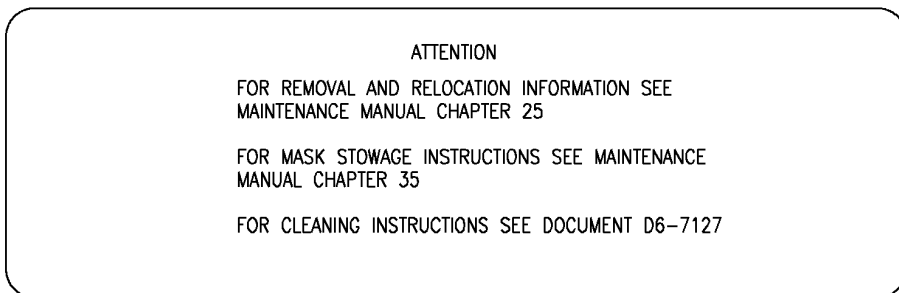 ATTENTION
FOR REMOVAL AND RELOCATION INFORMATION SEE
MAINTENANCE MANUAL CHAPTER 25
FOR MASK STOWAGE INSTRUCTIONS SEE MAINTENANCE
MANUAL CHAPTER 35
FOR CLEANING INSTRUCTIONS SEE DOCUMENT D6-7127